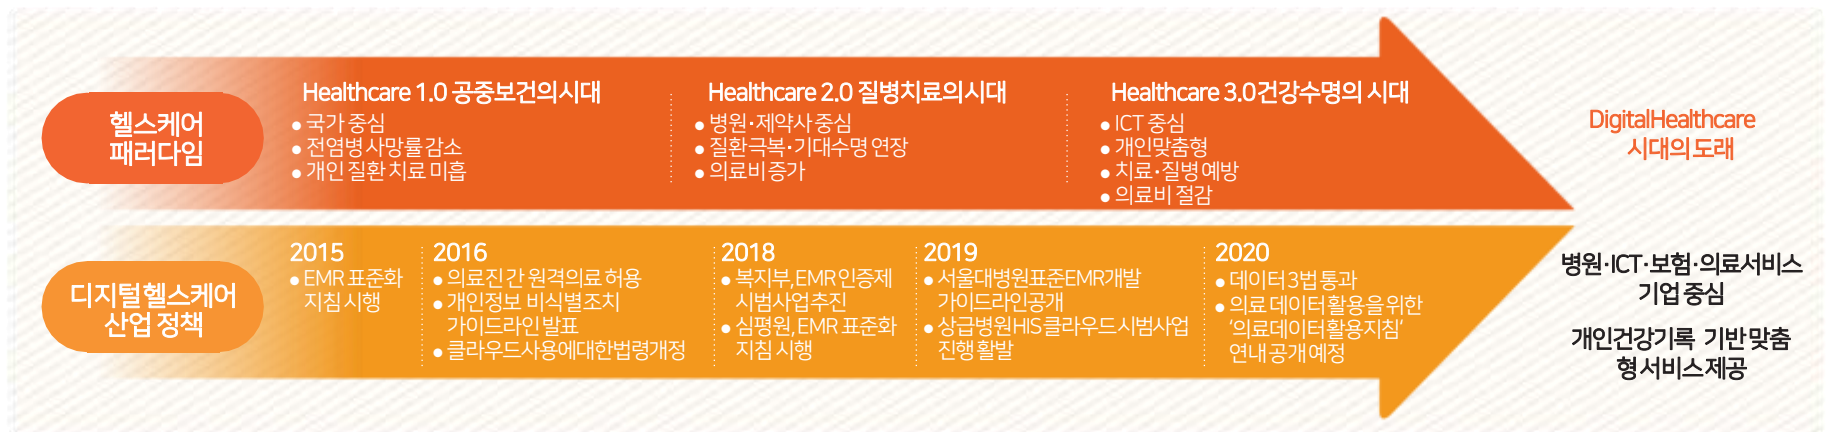 헬스케어
패러다임
Healthcare 1.0 공중보건의시대
● 국가 중심
● 전염병 사망률 감소
● 개인 질환 치료 미흡
Healthcare 2.0 질병치료의시대
● 병원·제약사 중심
● 질환극복·기대수명 연장
● 의료비 증가
Healthcare 3.0 건강수명의 시대
● ICT 중심
● 개인맞춤형
● 치료·질병 예방
● 의료비 절감
DigitalHealthcare
시대의 도래
디지털 헬스케어
산업 정책
2015
● EMR 표준화
지침 시행
2016
● 의료진 간 원격의료 허용
● 개인정보 비식별조치
가이드라인 발표
● 클라우드사용에대한법령개정
2018
● 복지부, EMR 인증제
시범사업 추진
● 심평원, EMR 표준화
지침 시행
2019
● 서울대병원표준EMR개발
가이드라인공개
● 상급병원 HIS 클라우드 시범사업
진행 활발
2020
● 데이터 3법 통과
● 의료 데이터 활용을 위한
'의료데이터 활용지침'
연내 공개 예정
병원·ICT·보험·의료서비스
기업 중심
개인건강기록 기반 맞춤
형 서비스 제공